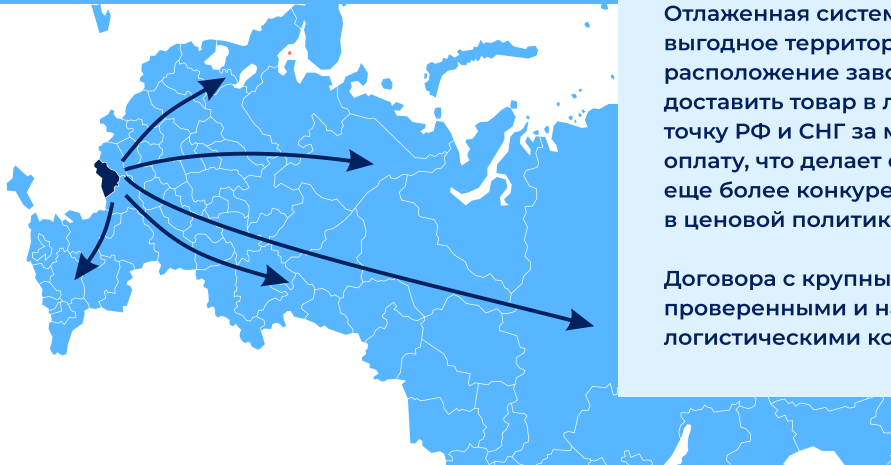 Отлаженная систем
выгодное территор
расположение заво
доставить товар в л
точку РФ и СНГ за м
оплату, что делает
еще более конкуре
в ценовой политик
Договора с крупны
проверенными и на
логистическими ко